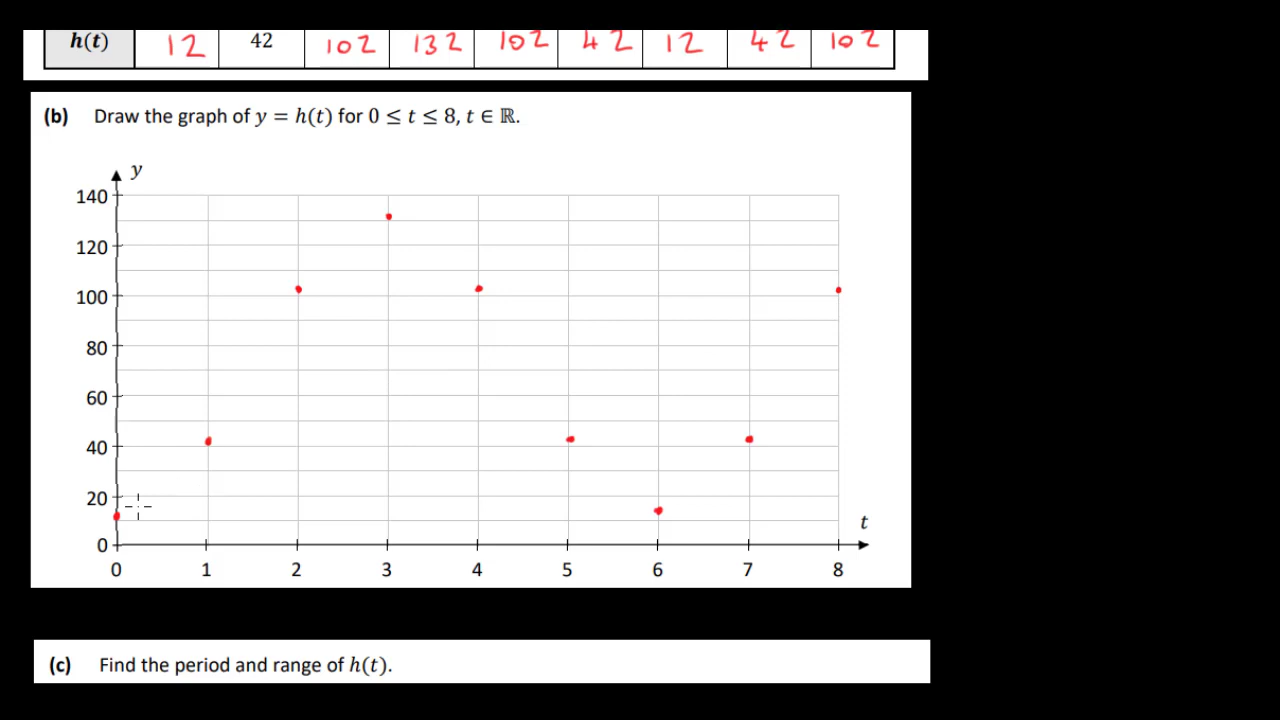 h(t) 12 42 102 132 102 42 12 42 102
(b) Draw the graph of y = h(t) for 0 ≤ t ≤ 8, t ∈ ℝ.
y
140
120
100
80
60
40
20
t
0
0 1 2 3 4 5 6 7 8
(c) Find the period and range of h(t).